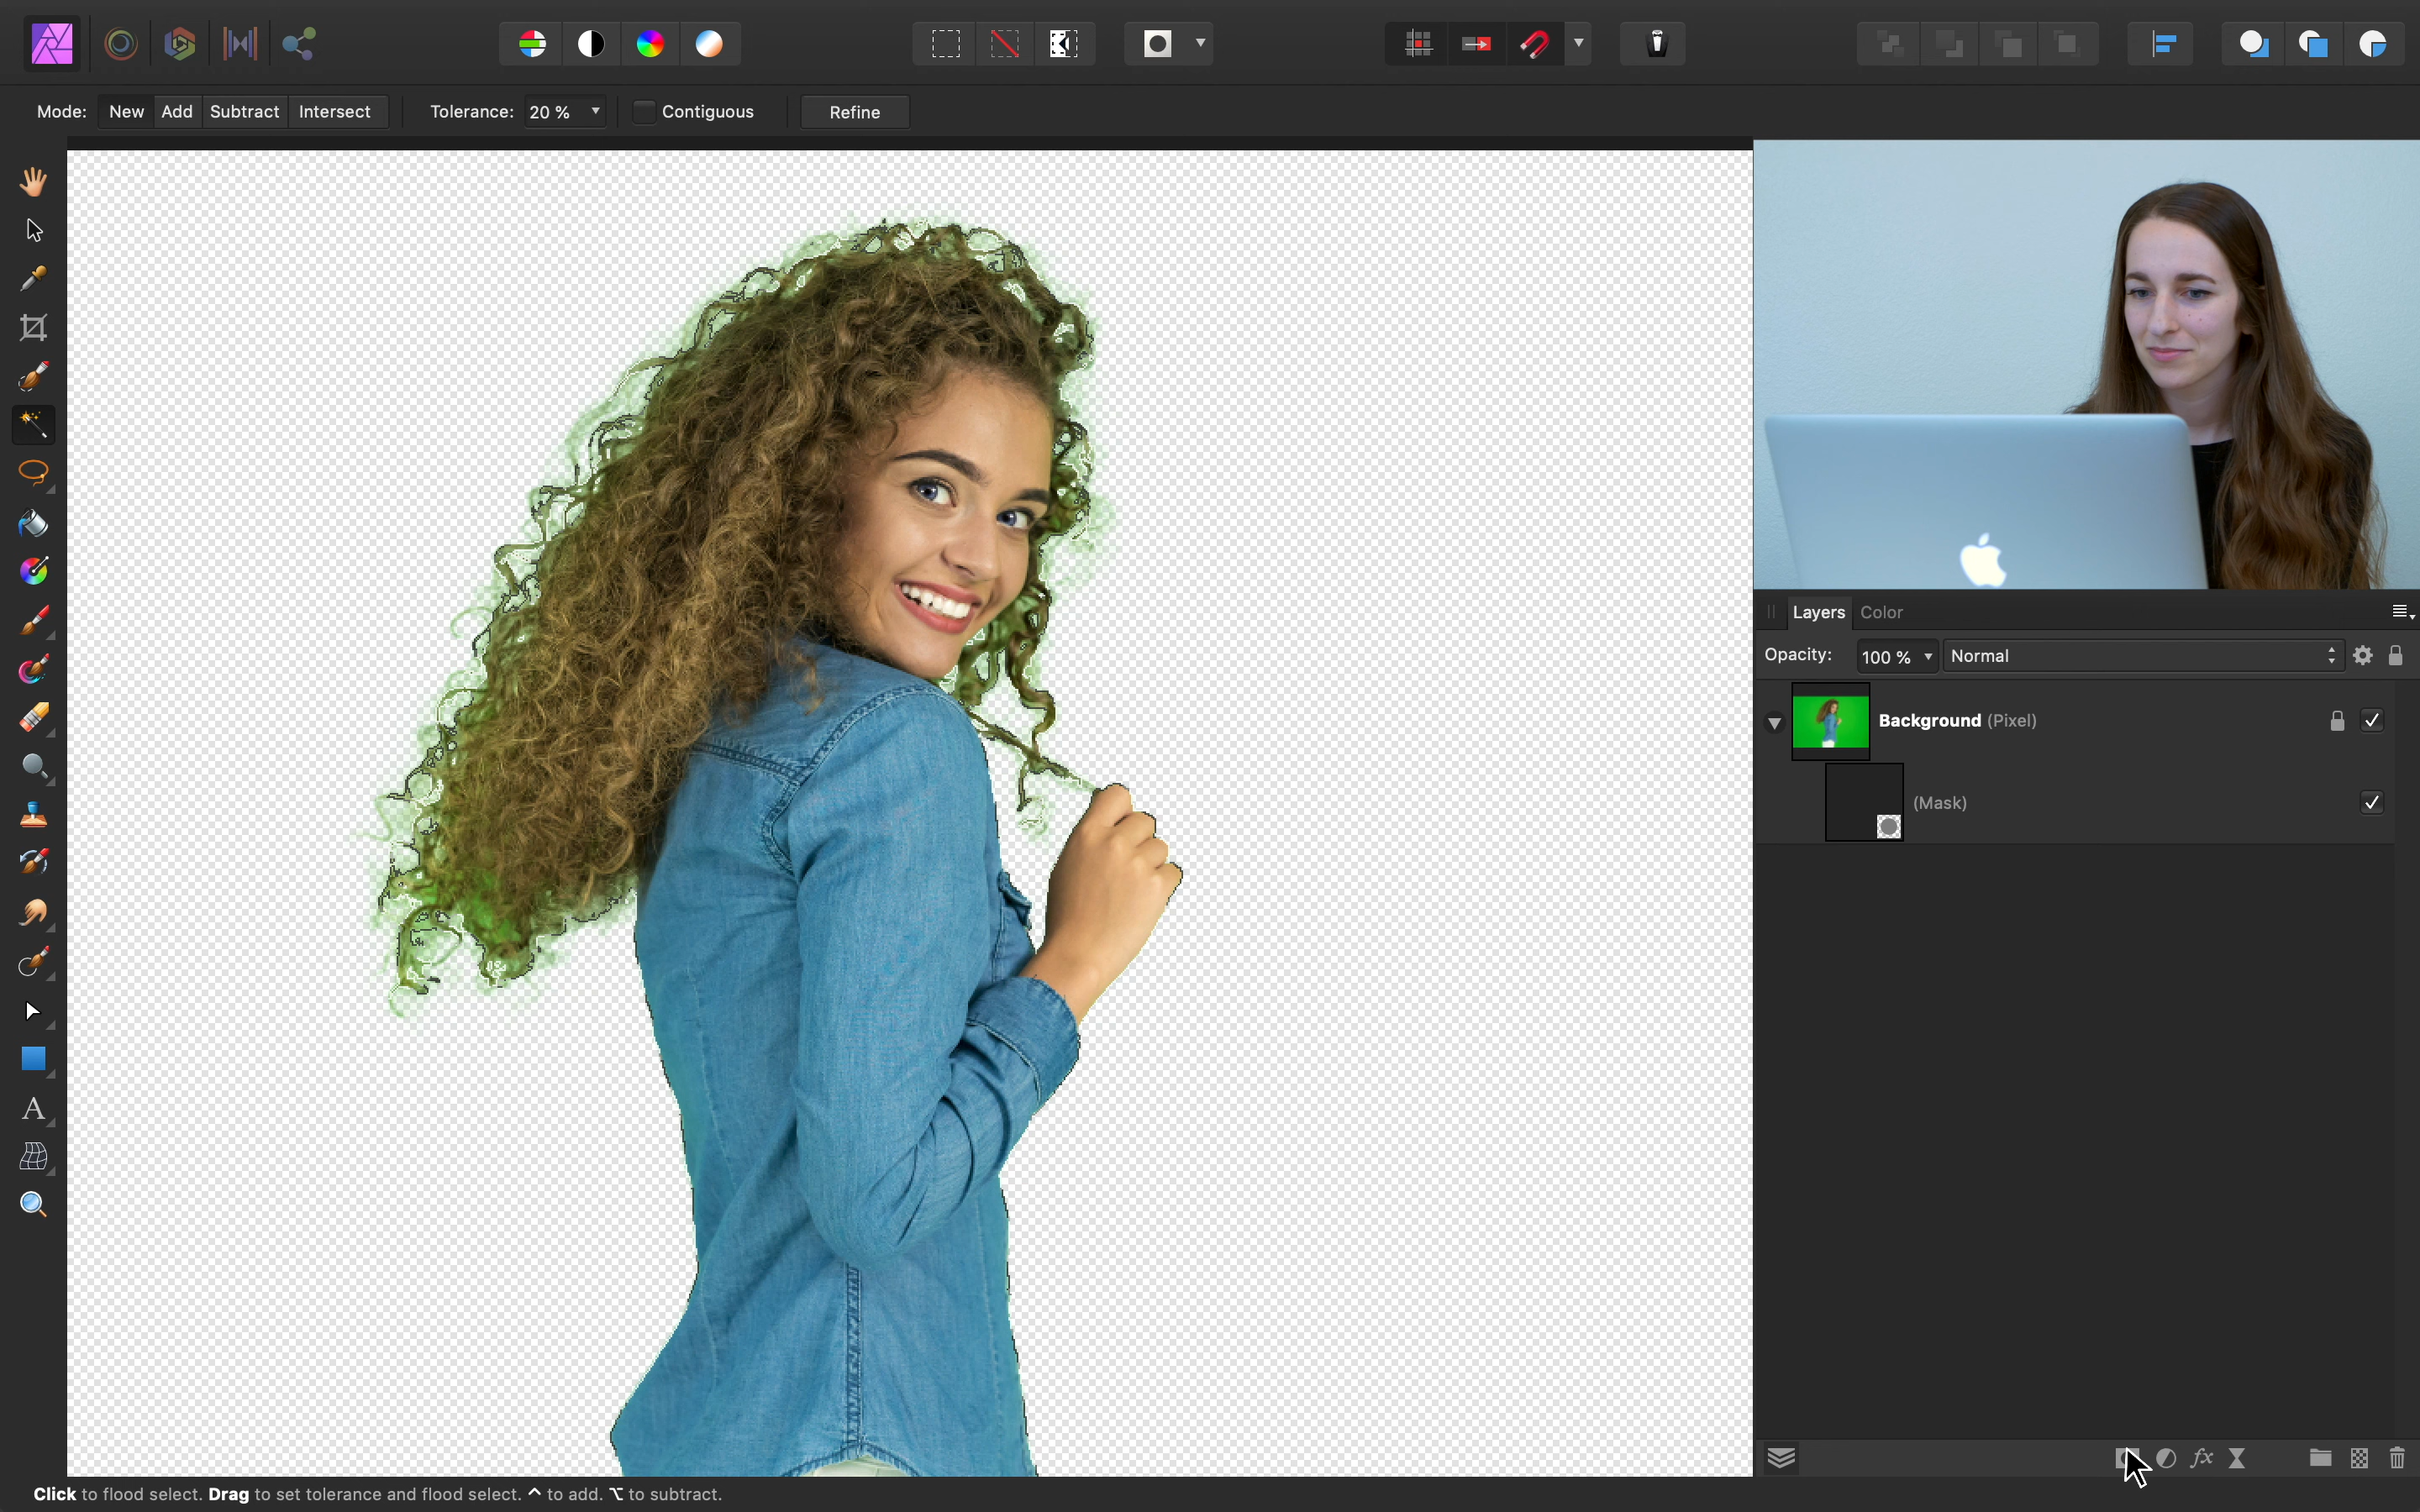 Mode: New Add Subtract Intersect Tolerance: 20 % Contiguous Refine
Layers Color
Opacity: 100 % Normal
Background (Pixel)
(Mask)
A
fx
Click to flood select. Drag to set tolerance and flood select. ^ to add. ⌥ to subtract.